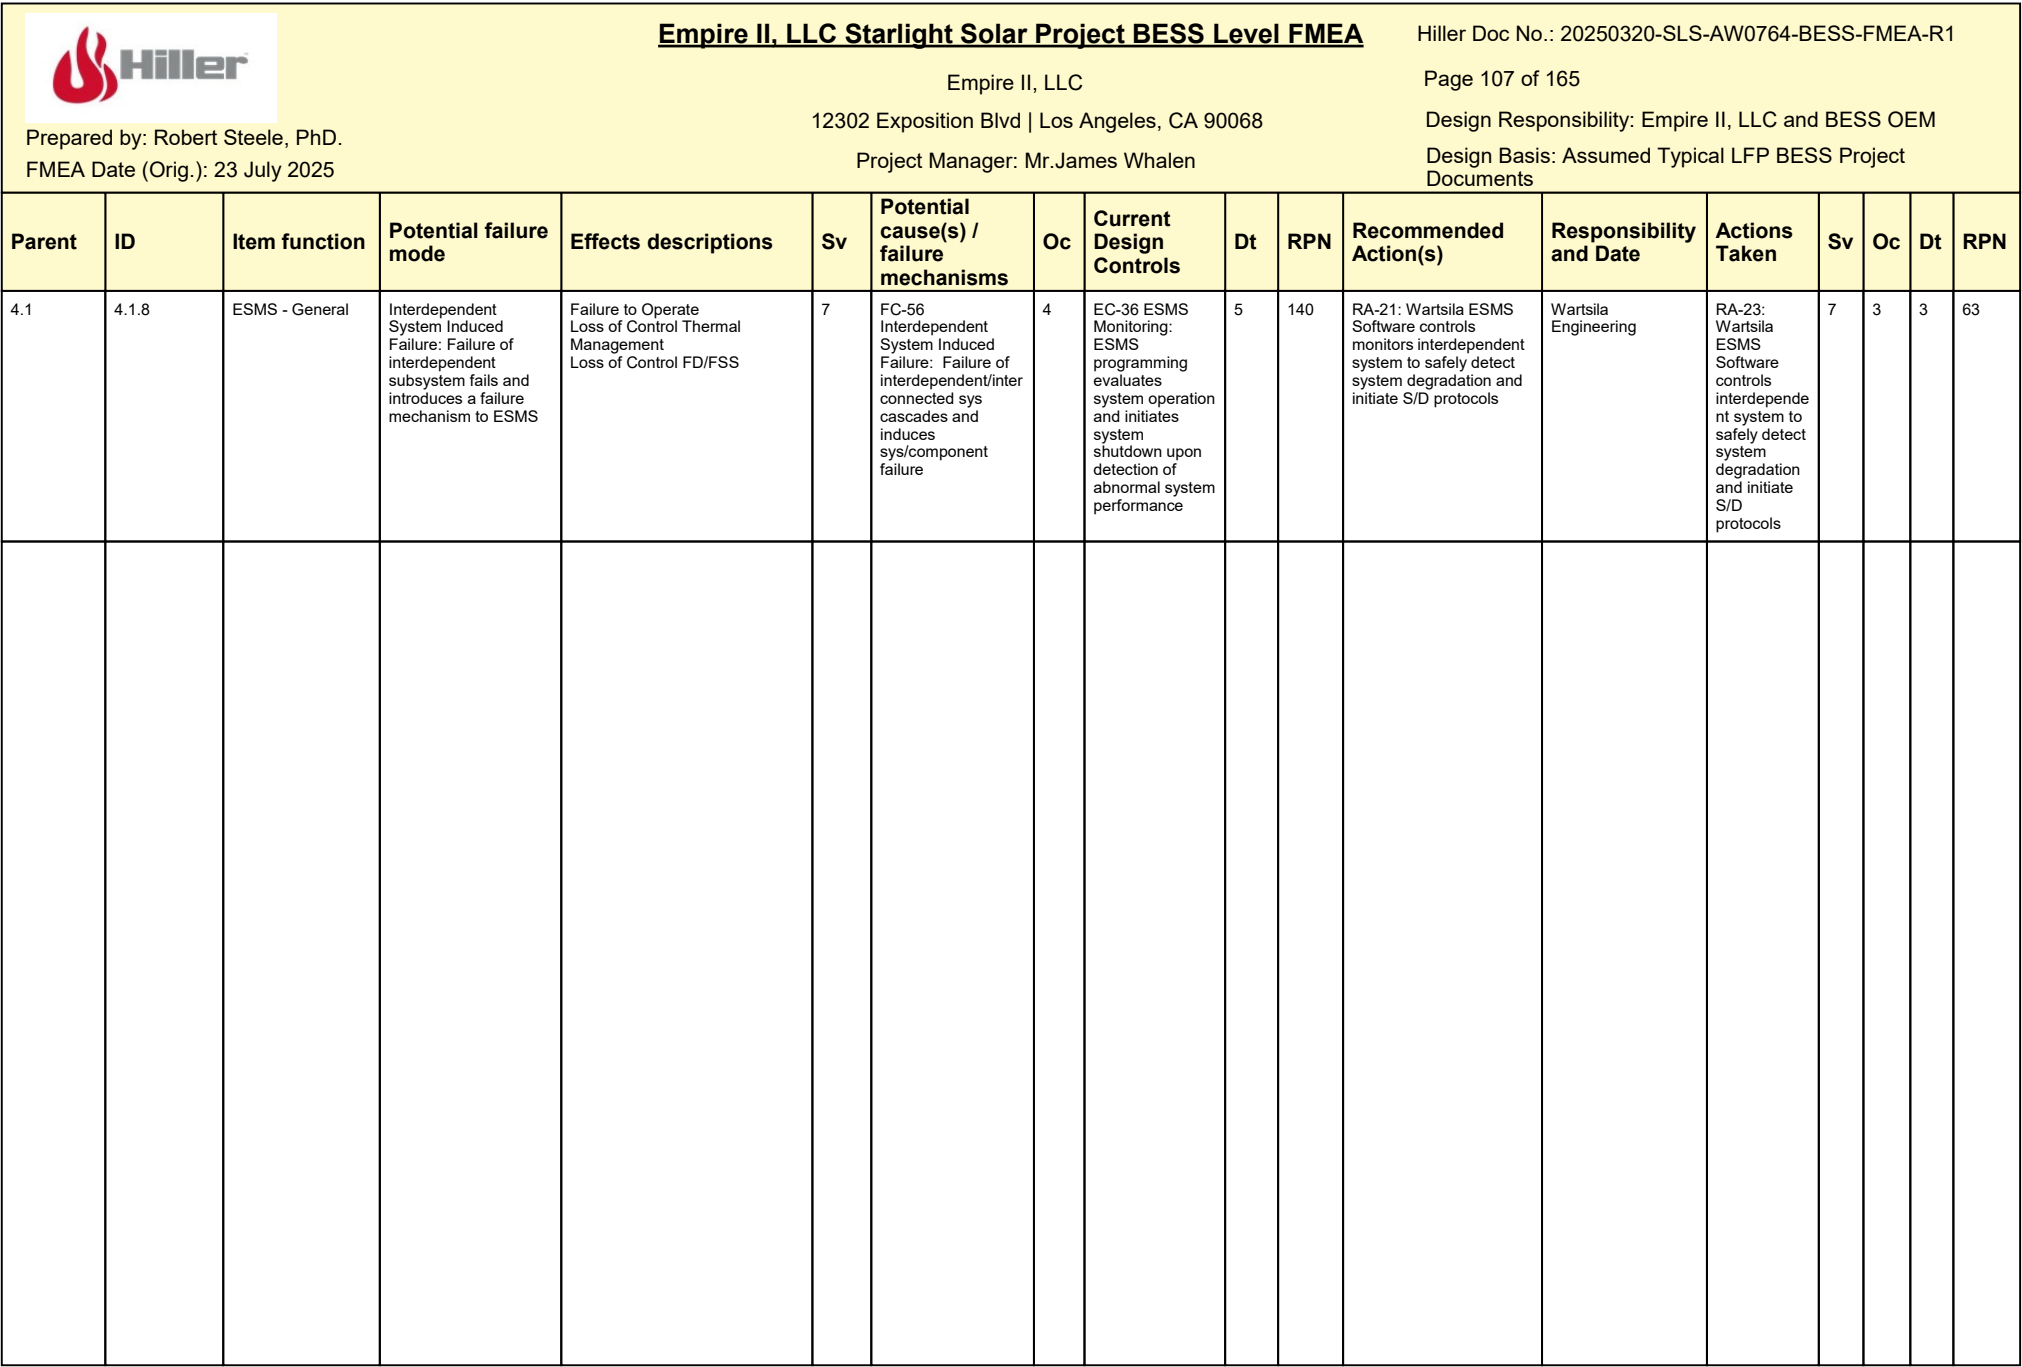 Hiller
Prepared by: Robert Steele, PhD.
FMEA Date (Orig.): 23 July 2025
Empire II, LLC Starlight Solar Project BESS Level FMEA
Empire II, LLC
12302 Exposition Blvd | Los Angeles, CA 90068
Project Manager: Mr.James Whalen
Hiller Doc No.: 20250320-SLS-AW0764-BESS-FMEA-R1
Page 107 of 165
Design Responsibility: Empire II, LLC and BESS OEM
Design Basis: Assumed Typical LFP BESS Project
Documents
Parent
ID
Item function
Potential failure
mode
Effects descriptions
Sv
Potential
cause(s) /
failure
mechanisms
Oc
Current
Design
Controls
Dt
RPN
Recommended
Action(s)
Responsibility
and Date
Actions
Taken
Sv
Oc
Dt
RPN
4.1
4.1.8
ESMS - General
Interdependent
System Induced
Failure: Failure of
interdependent
subsystem fails and
introduces a failure
mechanism to ESMS
Failure to Operate
Loss of Control Thermal
Management
Loss of Control FD/FSS
7
FC-56
Interdependent
System Induced
Failure:  Failure of
interdependent/inter
connected sys
cascades and
induces
sys/component
failure
4
EC-36 ESMS
Monitoring:
ESMS
programming
evaluates
system operation
and initiates
system
shutdown upon
detection of
abnormal system
performance
5
140
RA-21: Wartsila ESMS
Software controls
monitors interdependent
system to safely detect
system degradation and
initiate S/D protocols
Wartsila
Engineering
RA-23:
Wartsila
ESMS
Software
controls
interdepende
nt system to
safely detect
system
degradation
and initiate
S/D
protocols
7
3
3
63